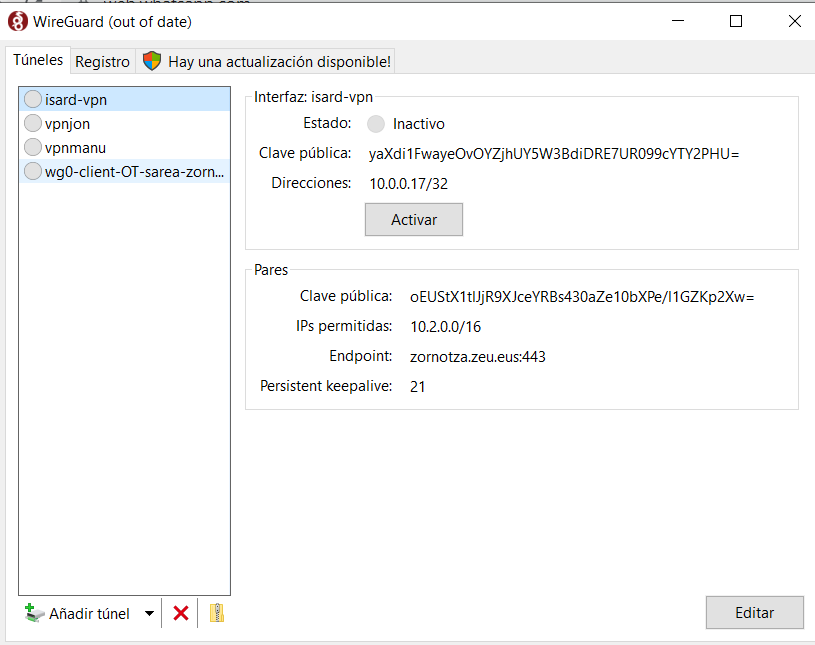 WireGuard (out of date)
Túneles
Registro
Hay una actualización disponible!
isard-vpn
vpnjon
vpnmanu
wg0-client-OT-sarea-zorn...
Interfaz: isard-vpn
Estado: Inactivo
Clave pública: yaXdi1FwayeOvOYZjhUY5W3BdiDRE7UR099cYTY2PHU=
Direcciones: 10.0.0.17/32
Activar
Pares
Clave pública: oEUStX1tIJjR9XJceYRBs430aZe10bXPe/I1GZKp2Xw=
IPs permitidas: 10.2.0.0/16
Endpoint: zornotza.zeu.eus:443
Persistent keepalive: 21
Añadir túnel
Editar